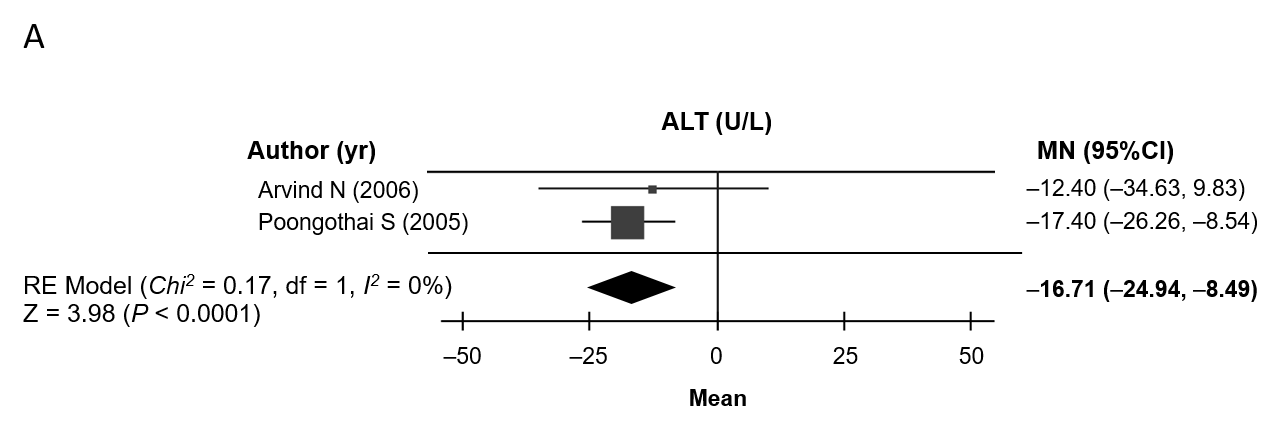 A
ALT (U/L)
Author (yr) MN (95%CI)
Arvind N (2006) –12.40 (–34.63, 9.83)
Poongothai S (2005) –17.40 (–26.26, –8.54)
RE Model (Chi² = 0.17, df = 1, I² = 0%) –16.71 (–24.94, –8.49)
Z = 3.98 (P < 0.0001)
–50 –25 0 25 50
Mean